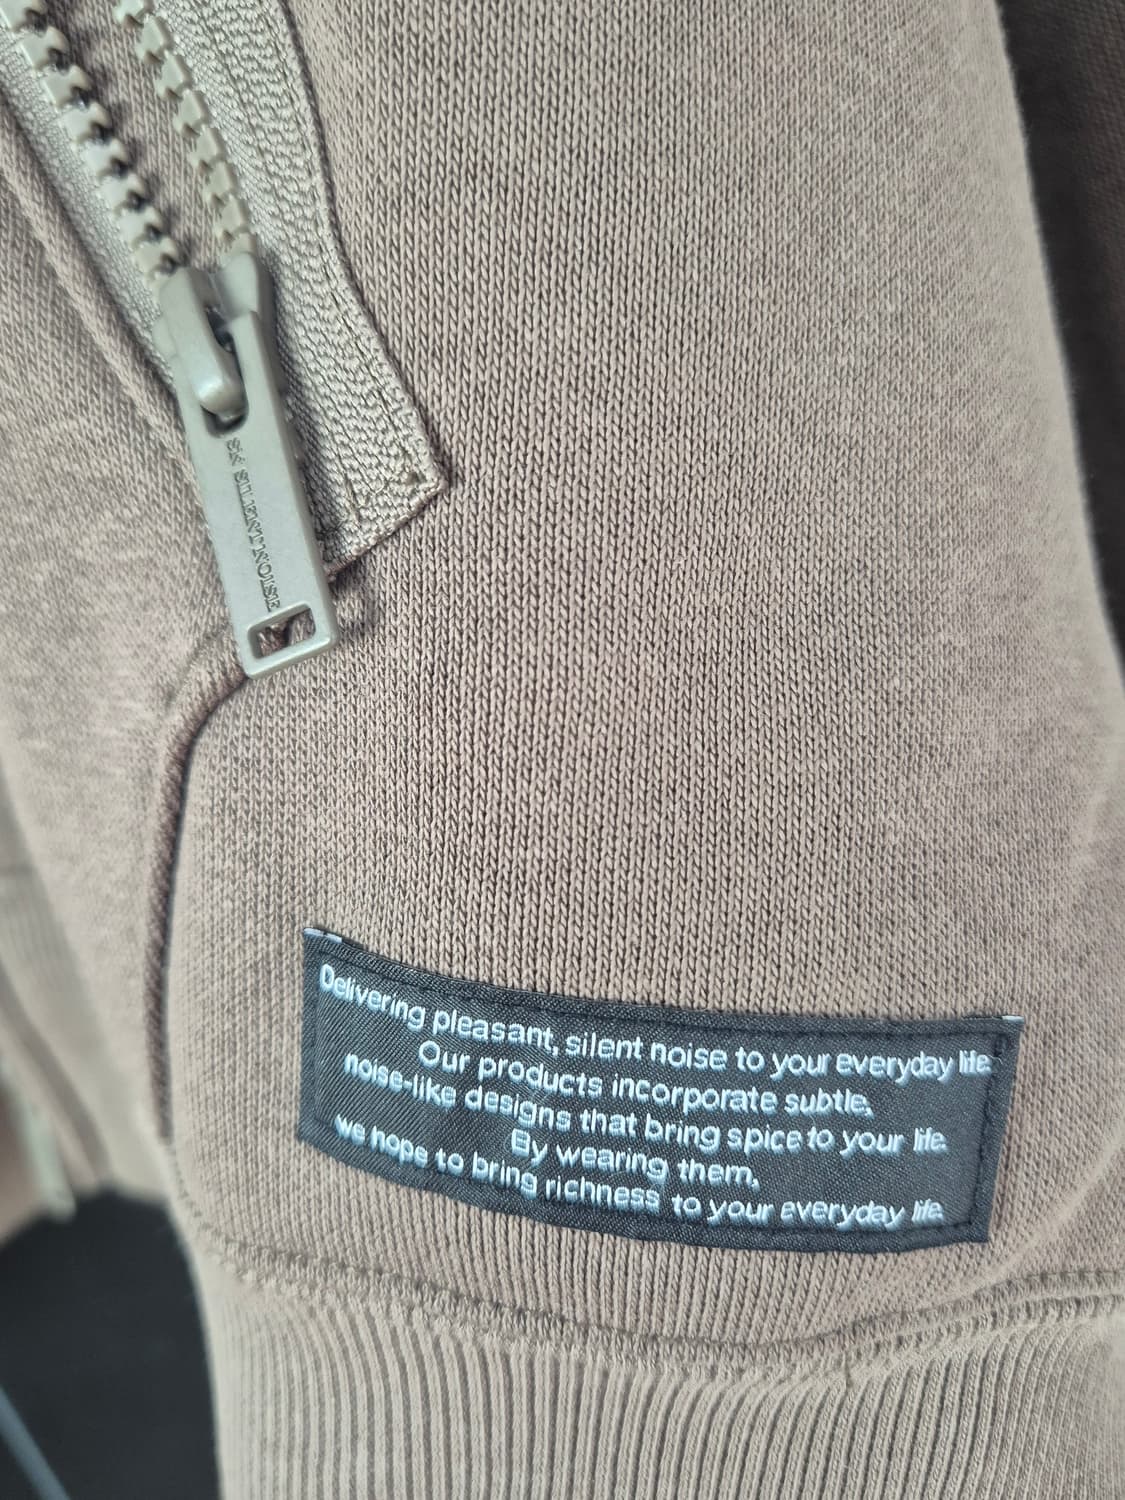 SILENTNOISE
Delivering pleasant, silent noise to your everyday life.
Our products incorporate subtle,
noise-like designs that bring spice to your life.
By wearing them,
we hope to bring richness to your everyday life.